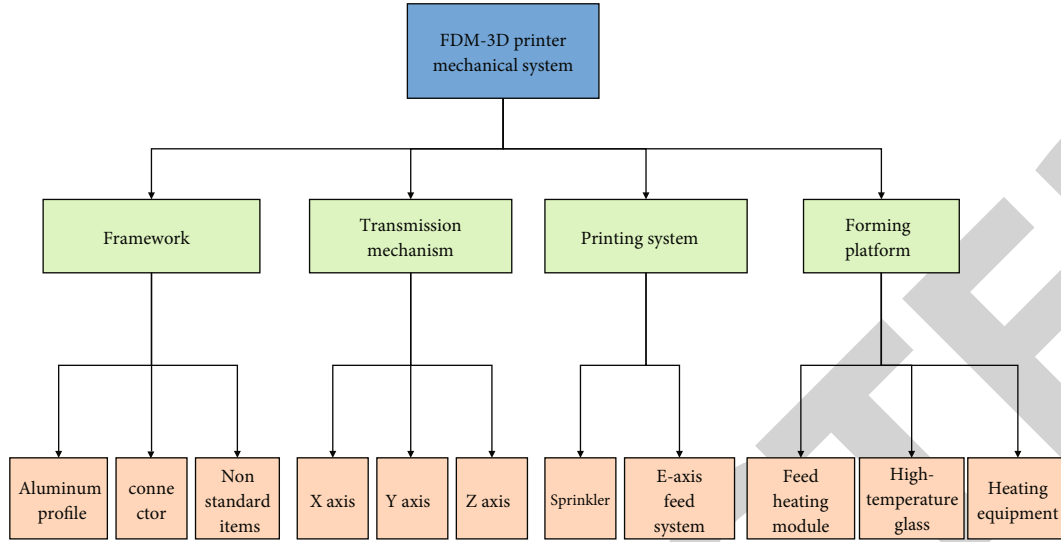 FDM-3D printer
mechanical system
Framework
Transmission
mechanism
Printing system
Forming
platform
Aluminum
profile
conne
ctor
Non
standard
items
X axis
Y axis
Z axis
Sprinkler
E-axis
feed
system
Feed
heating
module
High-
temperature
glass
Heating
equipment